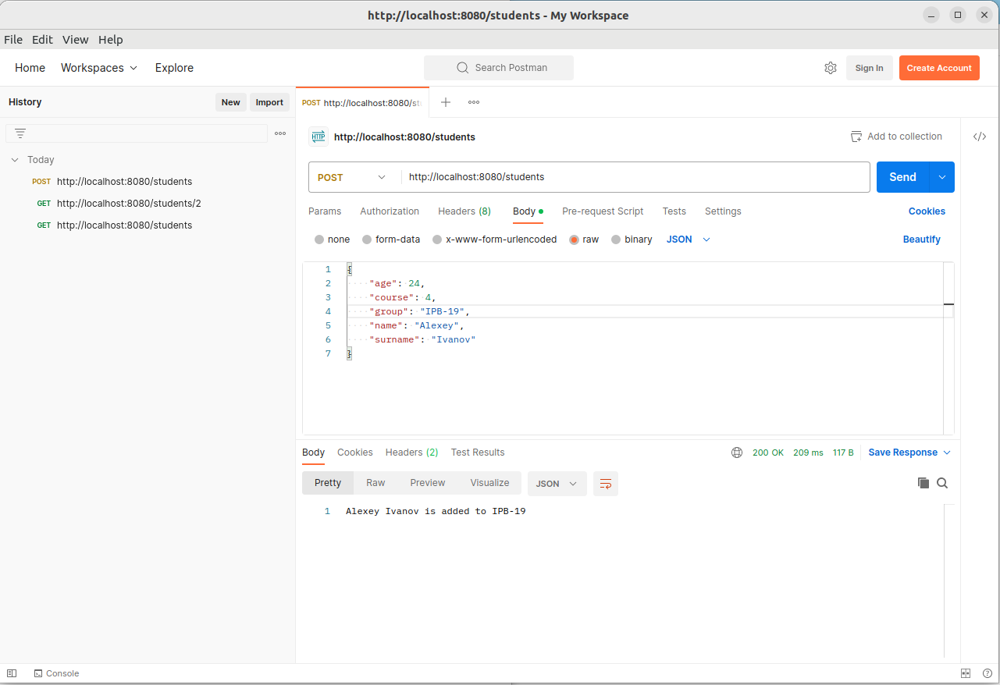 http://localhost:8080/students - My Workspace
File Edit View Help
Home Workspaces Explore
Search Postman
Sign In
Create Account
History
New Import
POST http://localhost:8080/st
HTTP http://localhost:8080/students
Add to collection
</>
Today
POST http://localhost:8080/students
GET http://localhost:8080/students/2
GET http://localhost:8080/students
POST http://localhost:8080/students Send
Params Authorization Headers (8) Body Pre-request Script Tests Settings Cookies
none form-data x-www-form-urlencoded raw binary JSON Beautify
1 {
2 "age": 24,
3 "course": 4,
4 "group": "IPB-19",
5 "name": "Alexey",
6 "surname": "Ivanov"
7 }
Body Cookies Headers (2) Test Results 200 OK 209 ms 117 B Save Response
Pretty Raw Preview Visualize JSON
1 Alexey Ivanov is added to IPB-19
Console